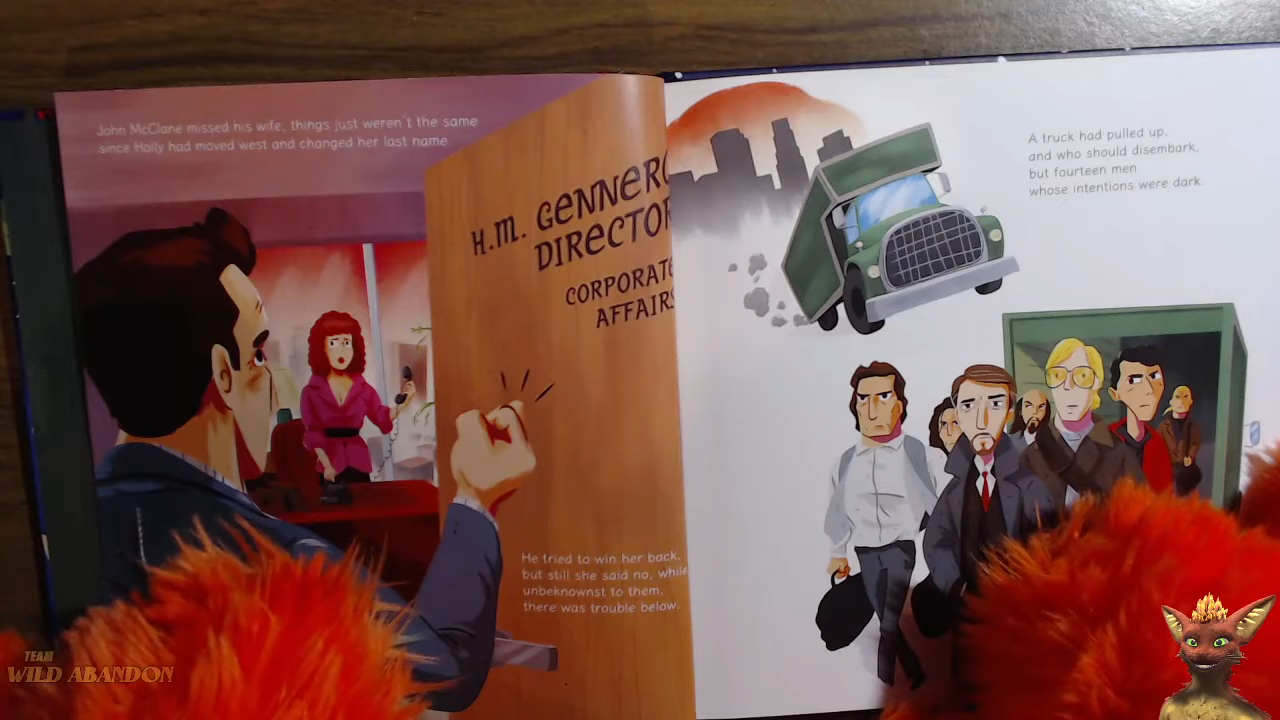 John McClane missed his wife, things just weren't the same
since Holly had moved west and changed her last name
H.M. GENNERO
DIRECTOR
CORPORATE
AFFAIRS
He tried to win her back,
but still she said no, while
unbeknownst to them,
there was trouble below.
A truck had pulled up,
and who should disembark,
but fourteen men
whose intentions were dark.
TEAM
WILD ABANDON